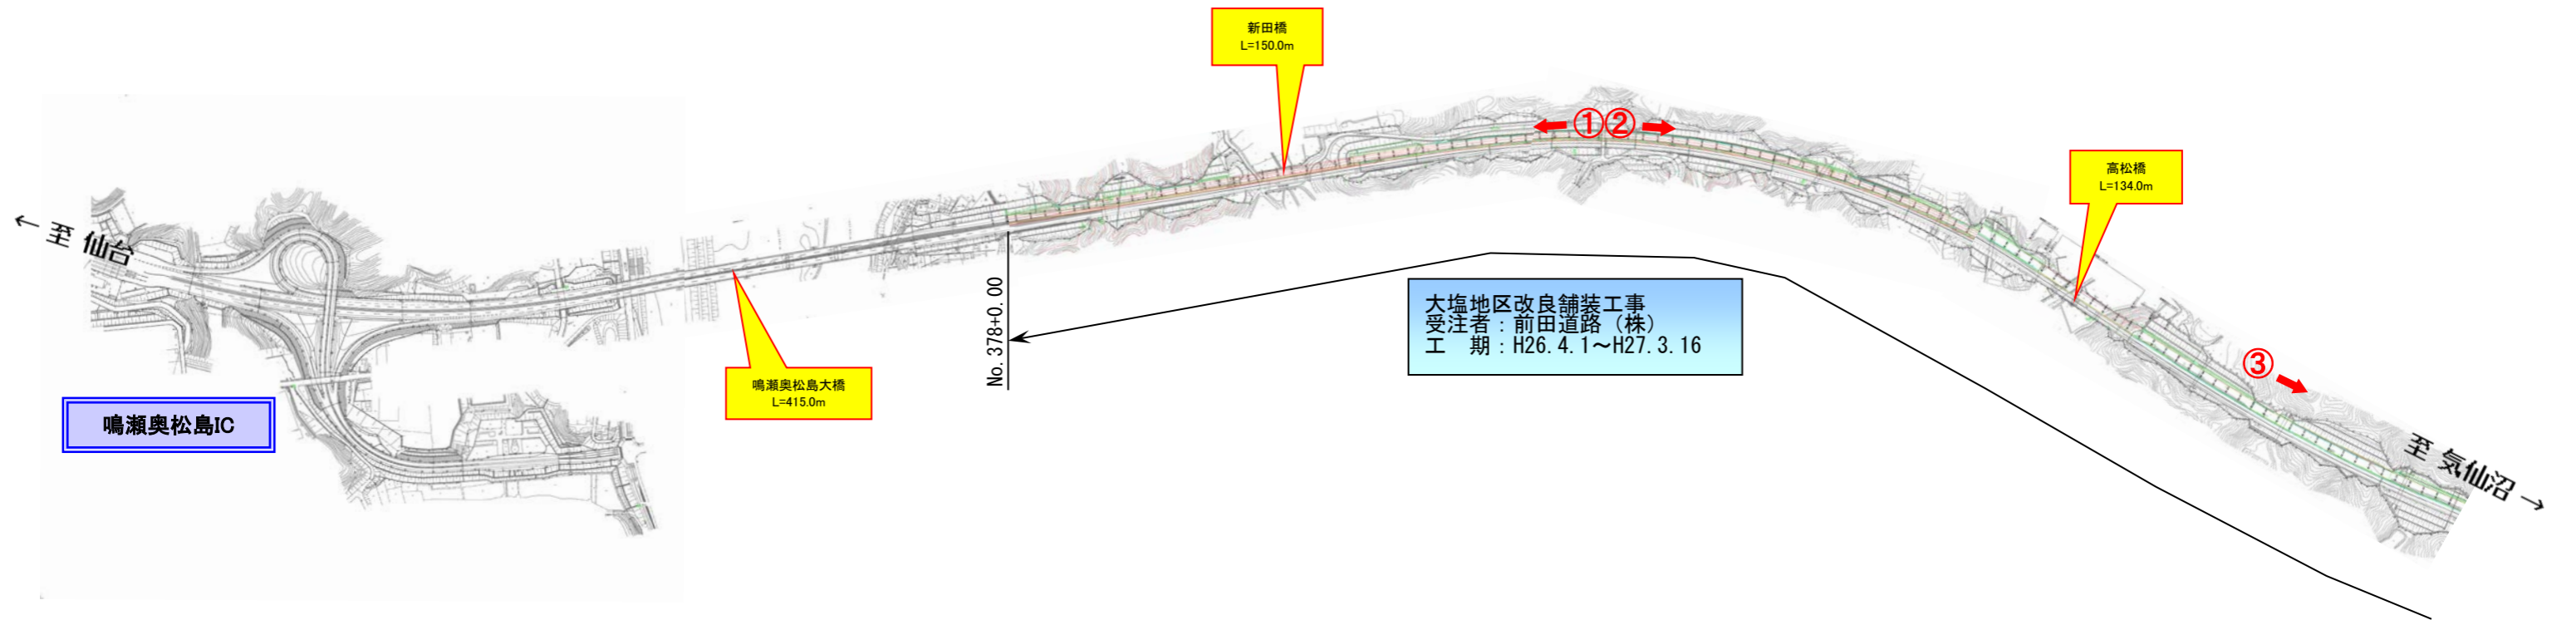 新田橋
L=150.0m
①②
高松橋
L=134.0m
← 至 仙台
鳴瀬奥松島大橋
L=415.0m
No.378+0.00
大塩地区改良舗装工事
受注者：前田道路（株）
工　期：H26.4.1～H27.3.16
③
鳴瀬奥松島IC
至 気仙沼 →